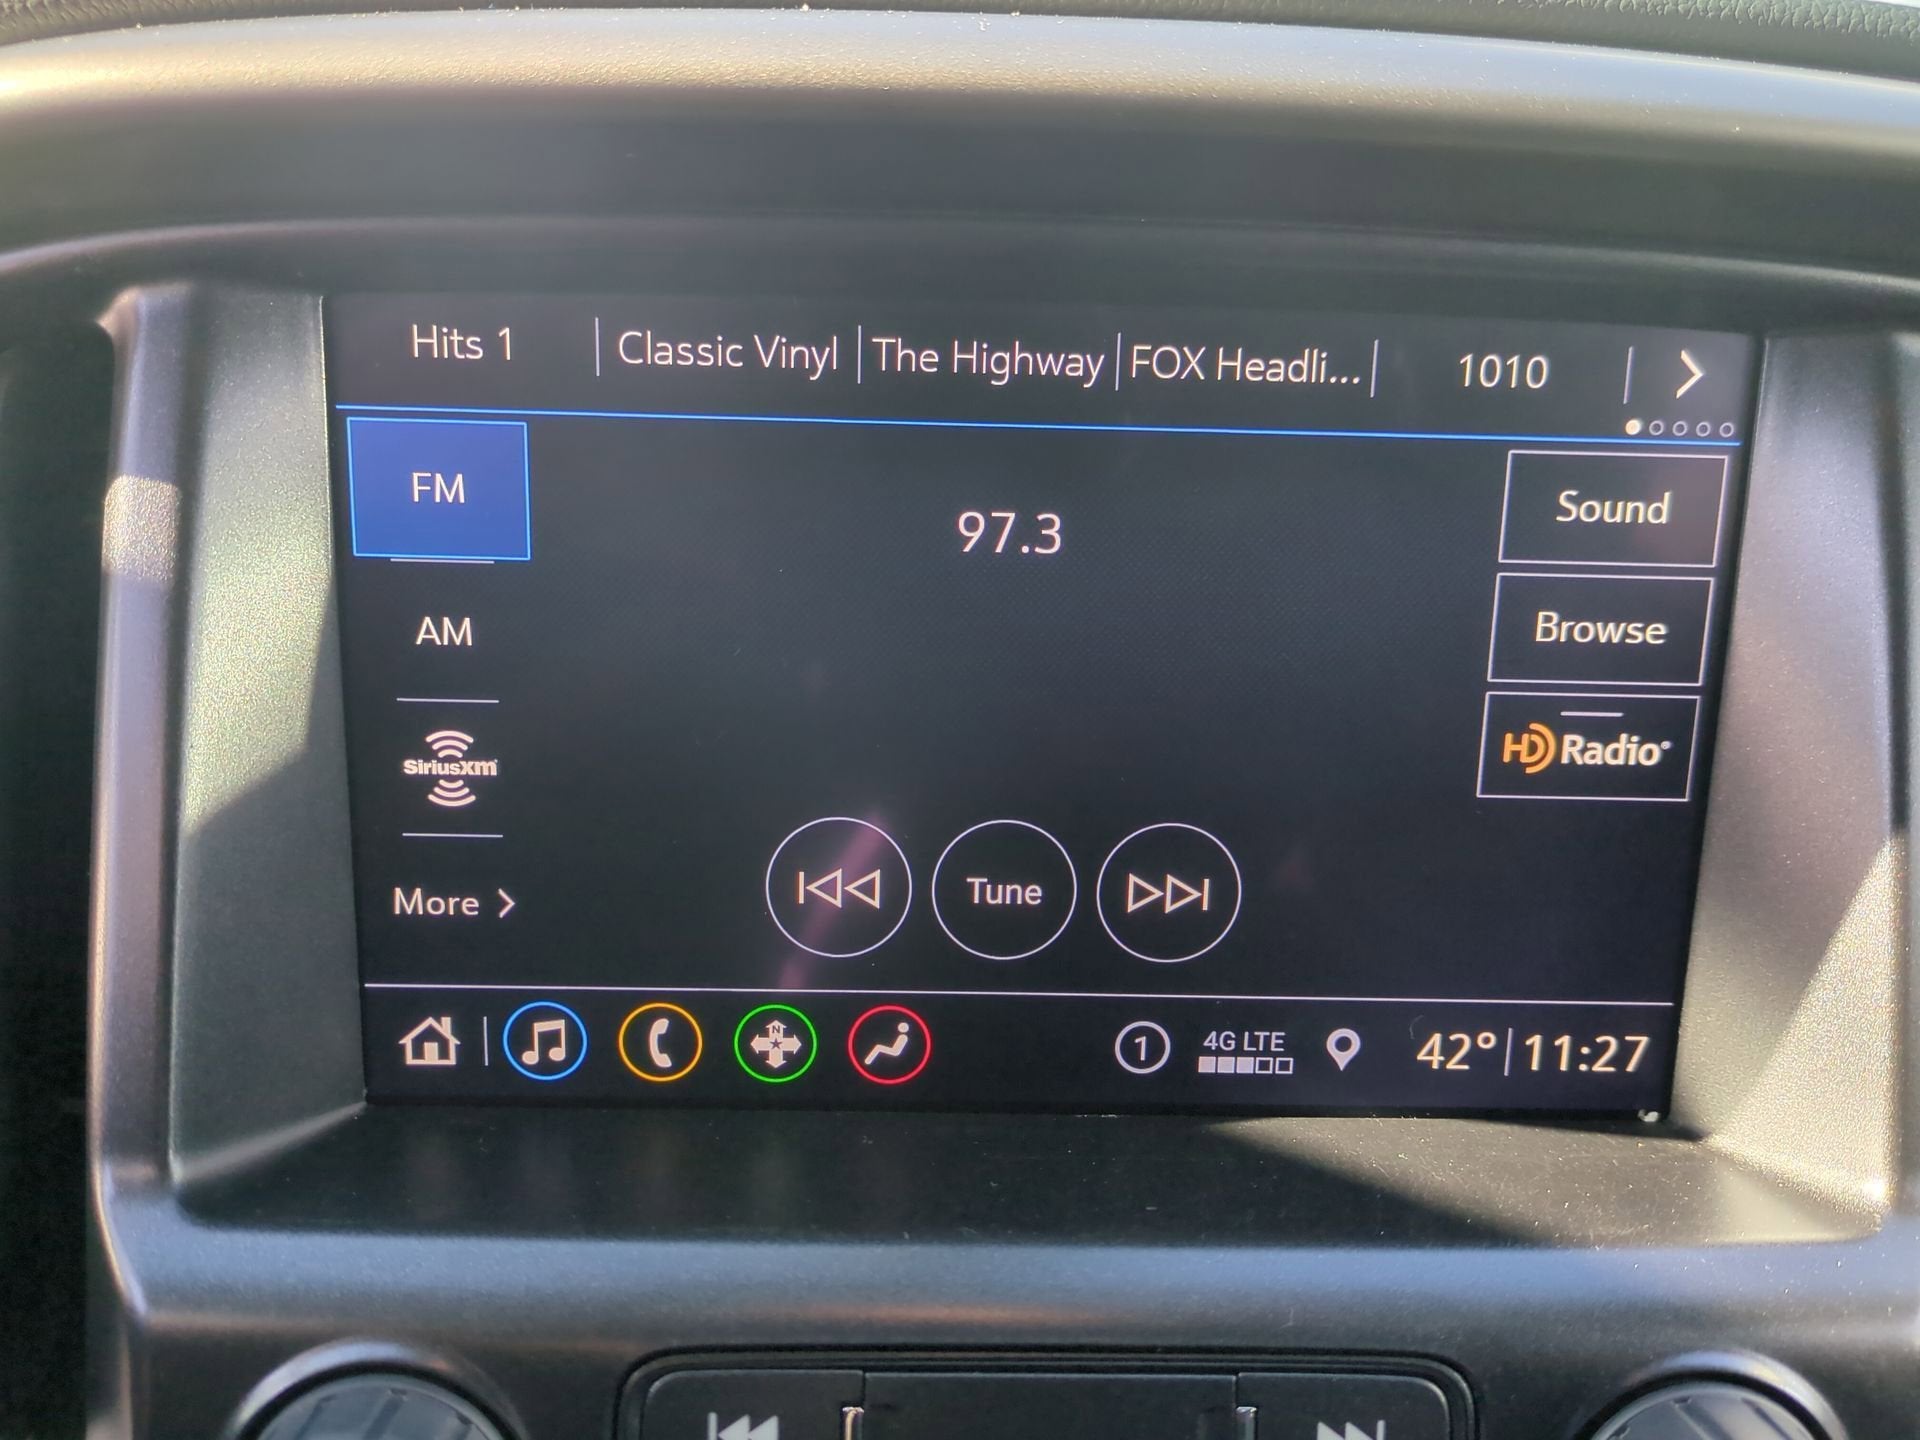 Hits 1
Classic Vinyl
The Highway
FOX Headli...
1010
FM
97.3
Sound
AM
Browse
SiriusXM
HD Radio®
More
Tune
N
1
4G LTE
42° 11:27